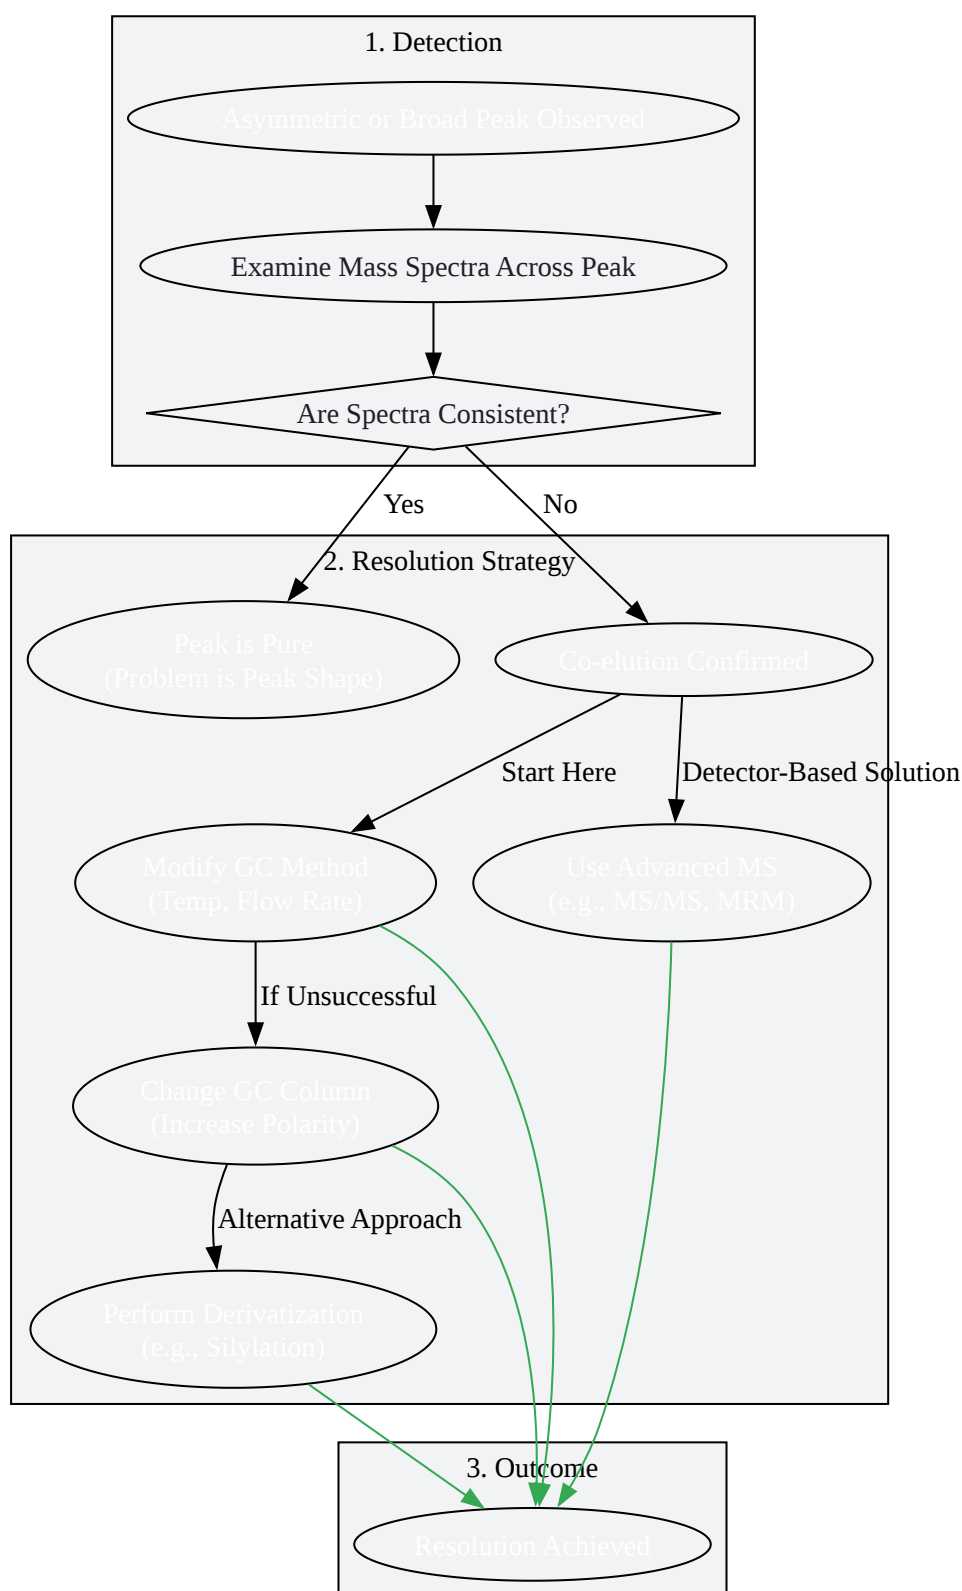 1. Detection
Asymmetric or Broad Peak Observed
Examine Mass Spectra Across Peak
Are Spectra Consistent?
Yes
No
2. Resolution Strategy
Peak is Pure
(Problem is Peak Shape)
Co-elution Confirmed
Start Here
Detector-Based Solution
Modify GC Method
(Temp, Flow Rate)
Use Advanced MS
(e.g., MS/MS, MRM)
If Unsuccessful
Change GC Column
(Increase Polarity)
Alternative Approach
Perform Derivatization
(e.g., Silylation)
3. Outcome
Resolution Achieved